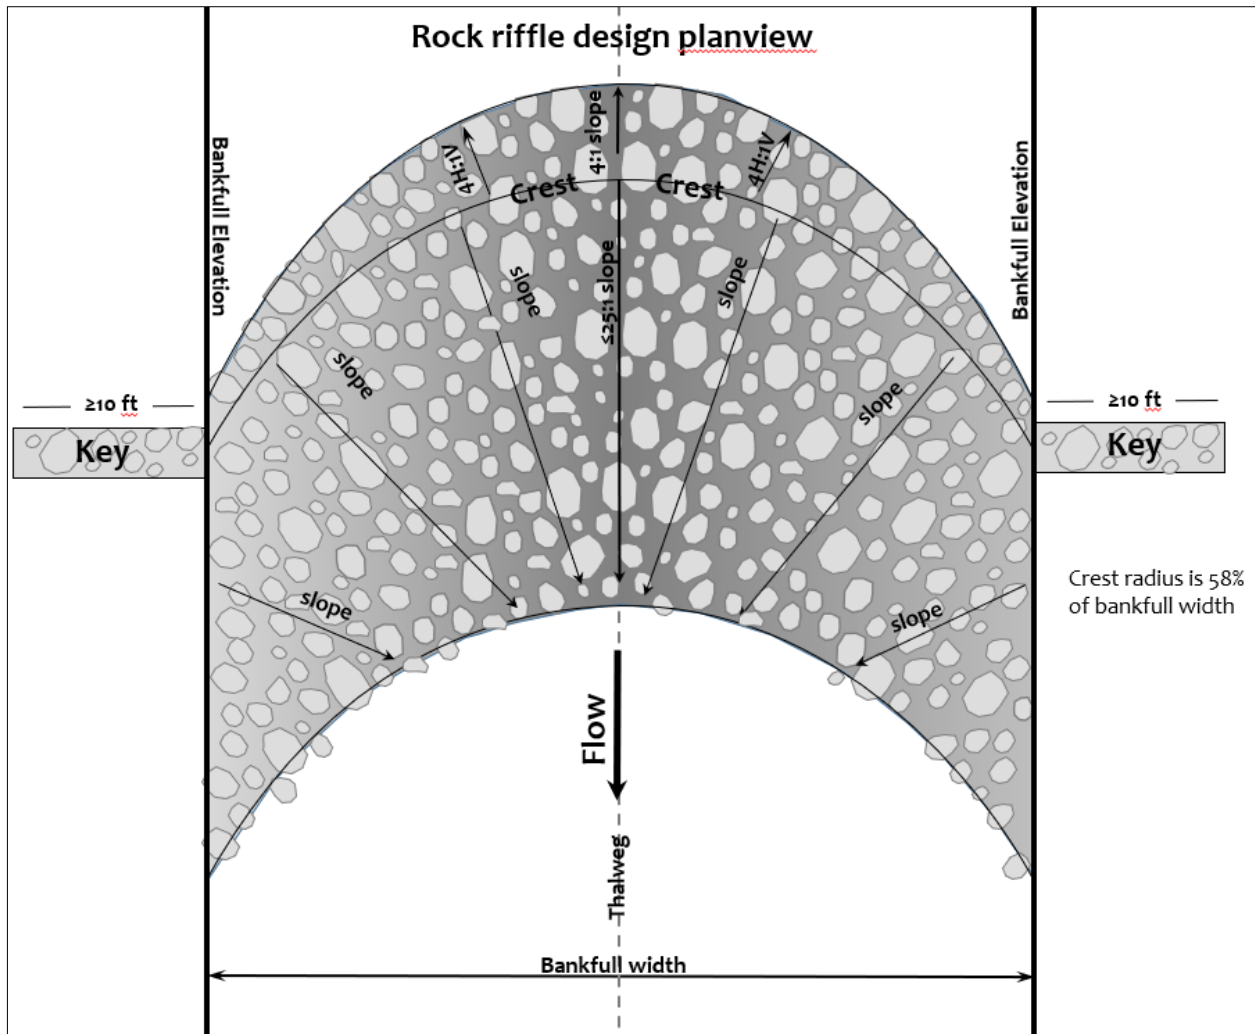 Rock riffle design planview
Bankfull Elevation
Bankfull Elevation
4:1 slope
4H:1V
4H:1V
Crest
Crest
≤25:1 slope
slope
slope
slope
slope
≥10 ft
≥10 ft
Key
Key
Crest radius is 58%
of bankfull width
slope
slope
Flow
Thalweg
Bankfull width